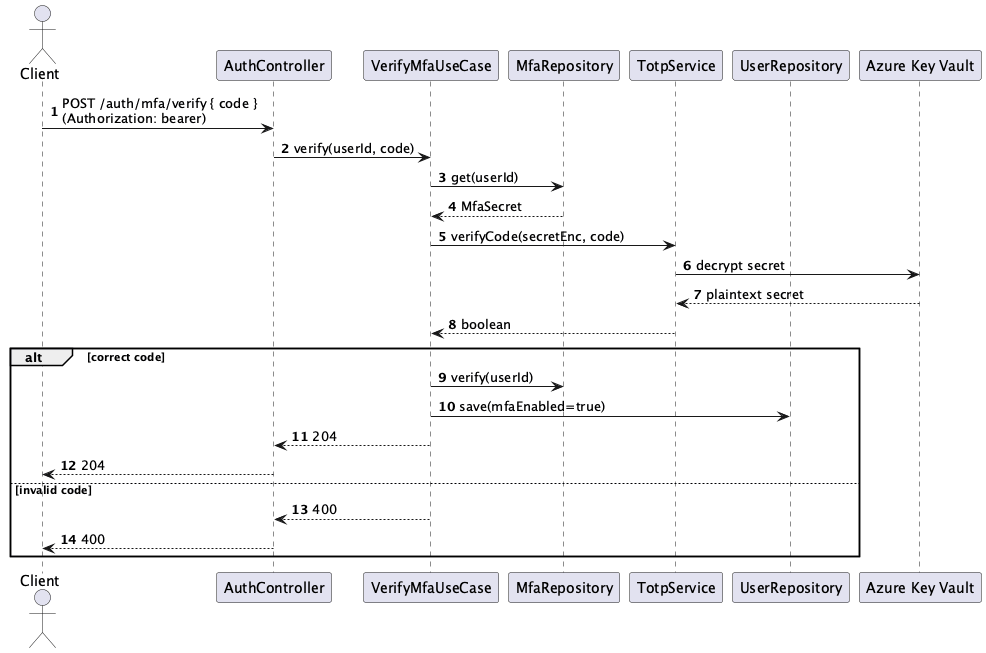 Client
AuthController
VerifyMfaUseCase
MfaRepository
TotpService
UserRepository
Azure Key Vault
1 POST /auth/mfa/verify { code }
(Authorization: bearer)
2 verify(userId, code)
3 get(userId)
4 MfaSecret
5 verifyCode(secretEnc, code)
6 decrypt secret
7 plaintext secret
8 boolean
alt [correct code]
9 verify(userId)
10 save(mfaEnabled=true)
11 204
12 204
[invalid code]
13 400
14 400
Client
AuthController
VerifyMfaUseCase
MfaRepository
TotpService
UserRepository
Azure Key Vault